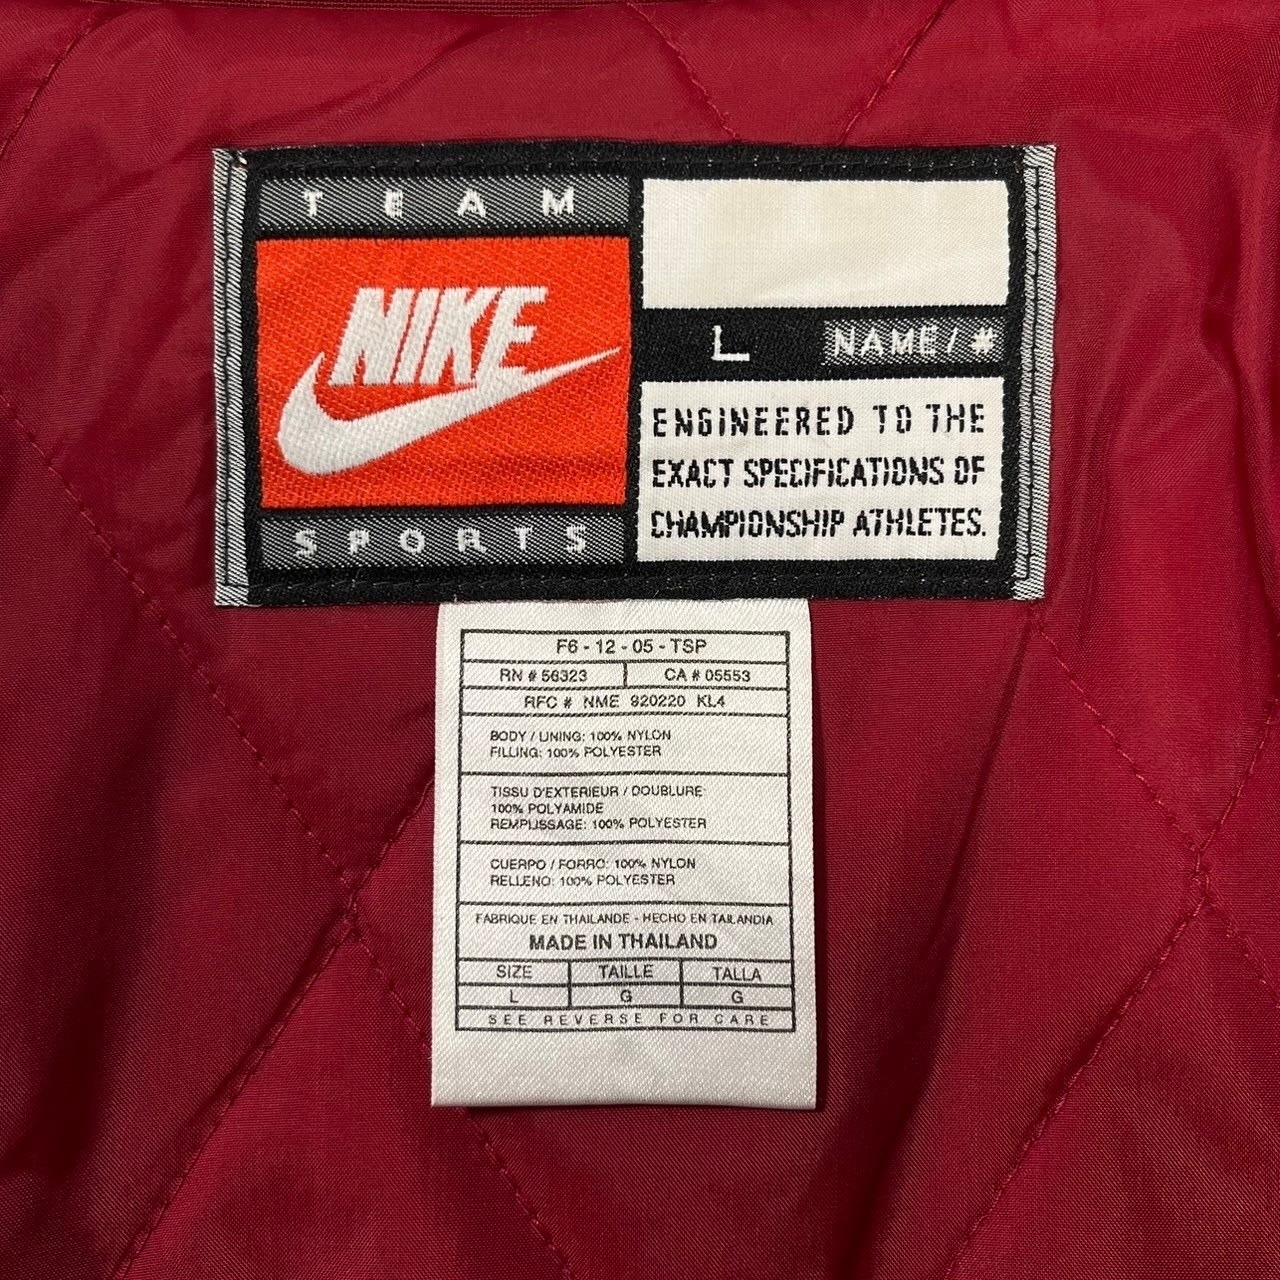 TEAM
NIKE
SPORTS
L NAME/#
ENGINEERED TO THE
EXACT SPECIFICATIONS OF
CHAMPIONSHIP ATHLETES.
F6 - 12 - 05 - TSP
RN # 56323 CA # 05553
RFC # NME 920220 KL4
BODY / LINING: 100% NYLON
FILLING: 100% POLYESTER
TISSU D'EXTERIEUR / DOUBLURE:
100% POLYAMIDE
REMPLISSAGE: 100% POLYESTER
CUERPO / FORRO: 100% NYLON
RELLENO: 100% POLYESTER
FABRIQUE EN THAILANDE - HECHO EN TAILANDIA
MADE IN THAILAND
SIZE TAILLE TALLA
L G G
SEE REVERSE FOR CARE